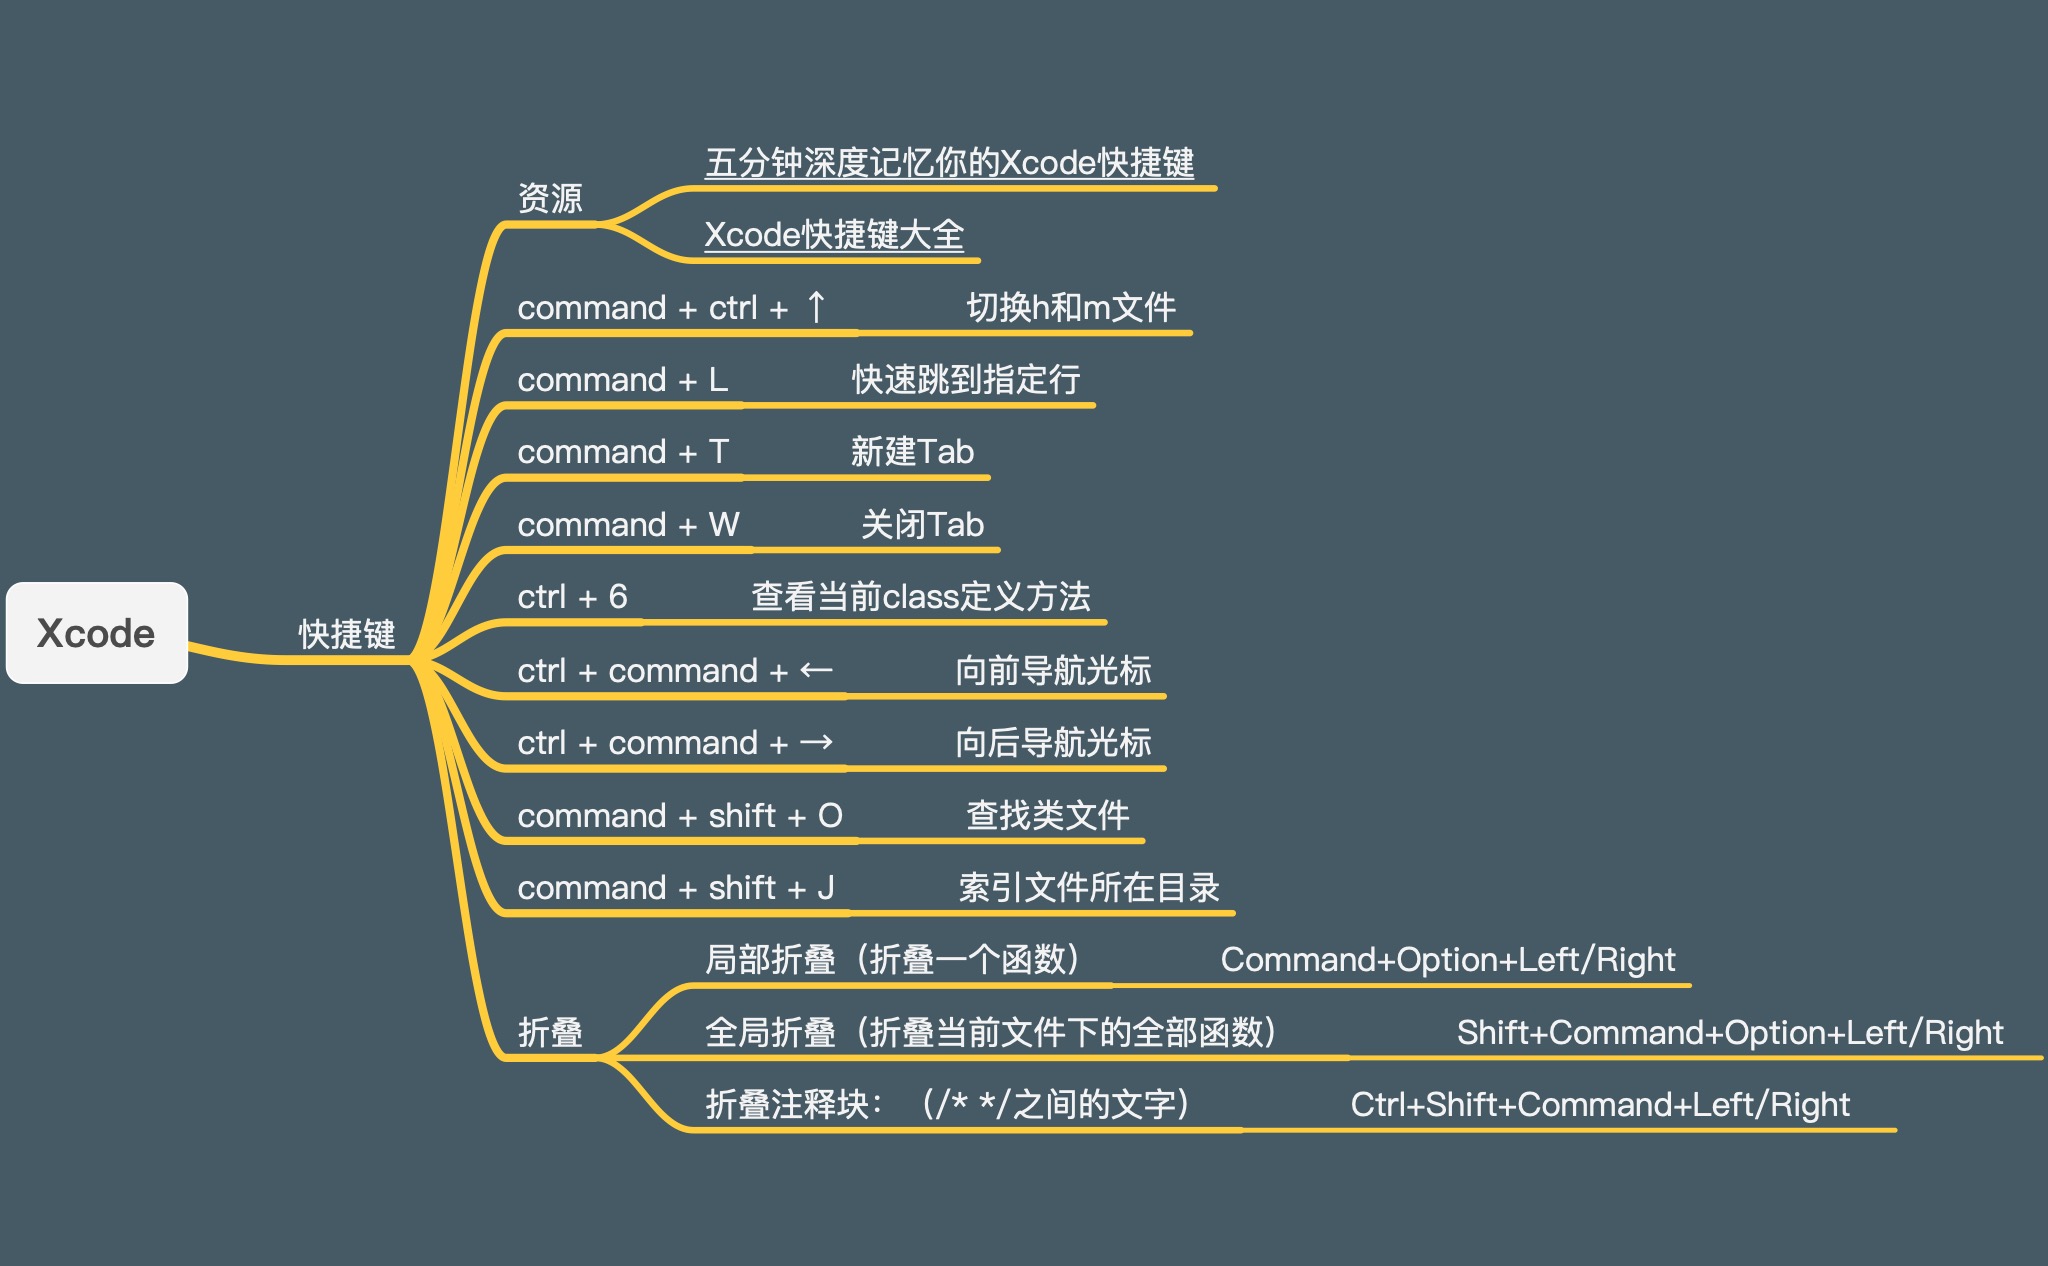 五分钟深度记忆你的Xcode快捷键
资源
Xcode快捷键大全
command + ctrl + ↑ 切换h和m文件
command + L 快速跳到指定行
command + T 新建Tab
command + W 关闭Tab
ctrl + 6 查看当前class定义方法
Xcode
快捷键
ctrl + command + ← 向前导航光标
ctrl + command + → 向后导航光标
command + shift + O 查找类文件
command + shift + J 索引文件所在目录
局部折叠（折叠一个函数） Command+Option+Left/Right
折叠
全局折叠（折叠当前文件下的全部函数） Shift+Command+Option+Left/Right
折叠注释块：（/* */之间的文字） Ctrl+Shift+Command+Left/Right